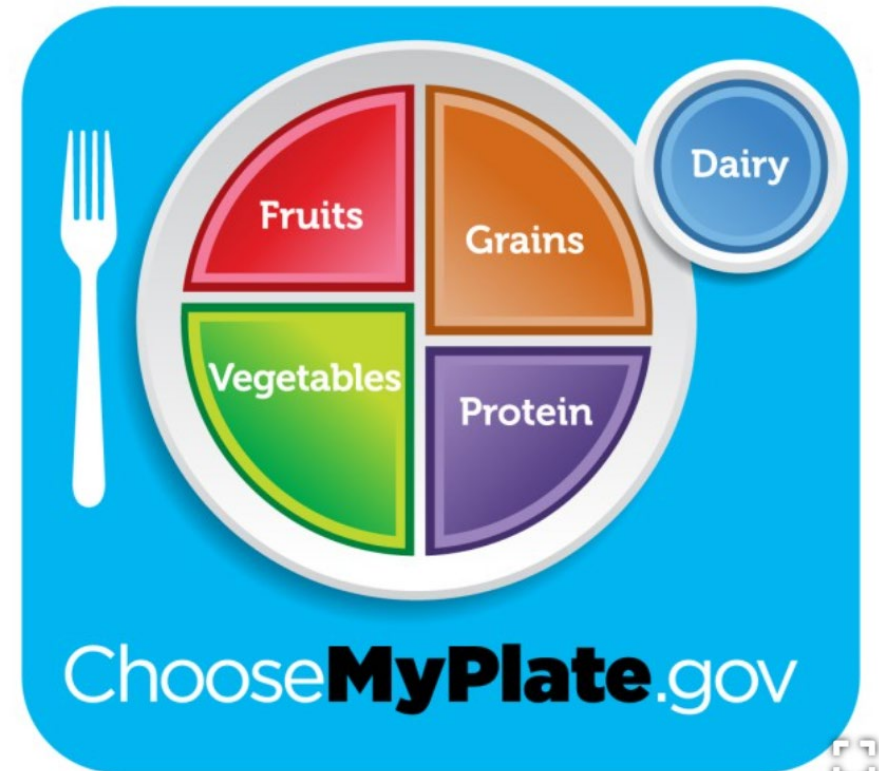 Fruits
Grains
Dairy
Vegetables
Protein
ChooseMyPlate.gov